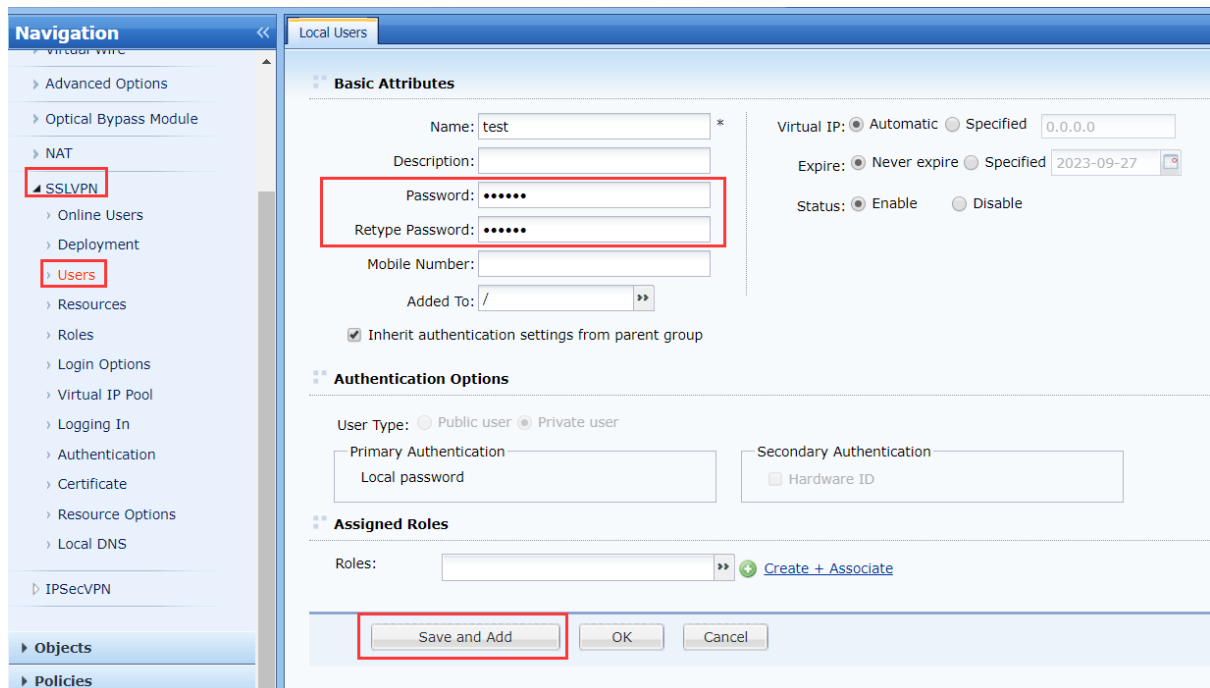 Navigation
Virtual Wire
Advanced Options
Optical Bypass Module
NAT
SSLVPN
Online Users
Deployment
Users
Resources
Roles
Login Options
Virtual IP Pool
Logging In
Authentication
Certificate
Resource Options
Local DNS
IPSecVPN
Objects
Policies
Local Users
Basic Attributes
Name: test *
Description:
Password: ••••••
Retype Password: ••••••
Mobile Number:
Added To: /
Inherit authentication settings from parent group
Virtual IP: Automatic Specified 0.0.0.0
Expire: Never expire Specified 2023-09-27
Status: Enable Disable
Authentication Options
User Type: Public user Private user
Primary Authentication
Local password
Secondary Authentication
Hardware ID
Assigned Roles
Roles: Create + Associate
Save and Add OK Cancel